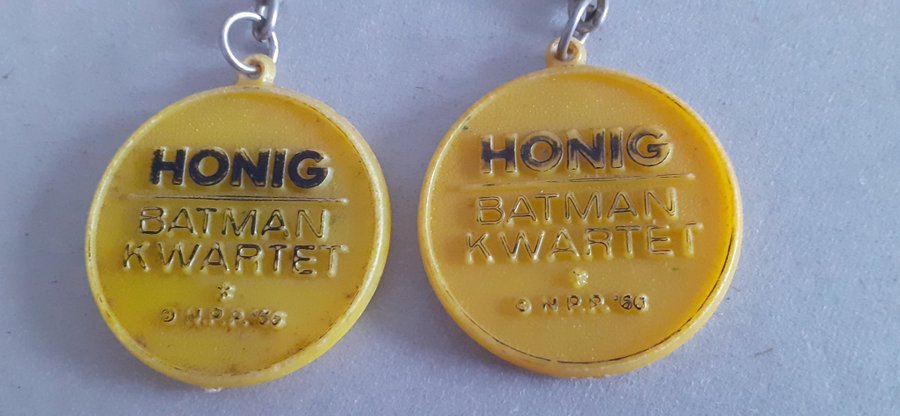 HONIG
BATMAN
KWARTET
*
© N.P.P. '66
HONIG
BATMAN
KWARTET
*
© N.P.P. '66